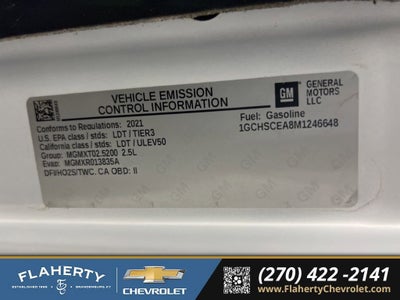 VEHICLE EMISSION
CONTROL INFORMATION
GM
GENERAL
MOTORS
LLC
Conforms to Regulations: 2021
U.S. EPA class / stds: LDT / TIER3
California class / stds: LDT / ULEV50
Group: MGMXT02.5200 2.5L
Evap: MGMXR013835A
DFI/HO2S/TWC. CA OBD: II
Fuel: Gasoline
1GCHSCEA8M1246648
FLAHERTY
CHEVROLET
(270) 422-2141
www.FlahertyChevrolet.com